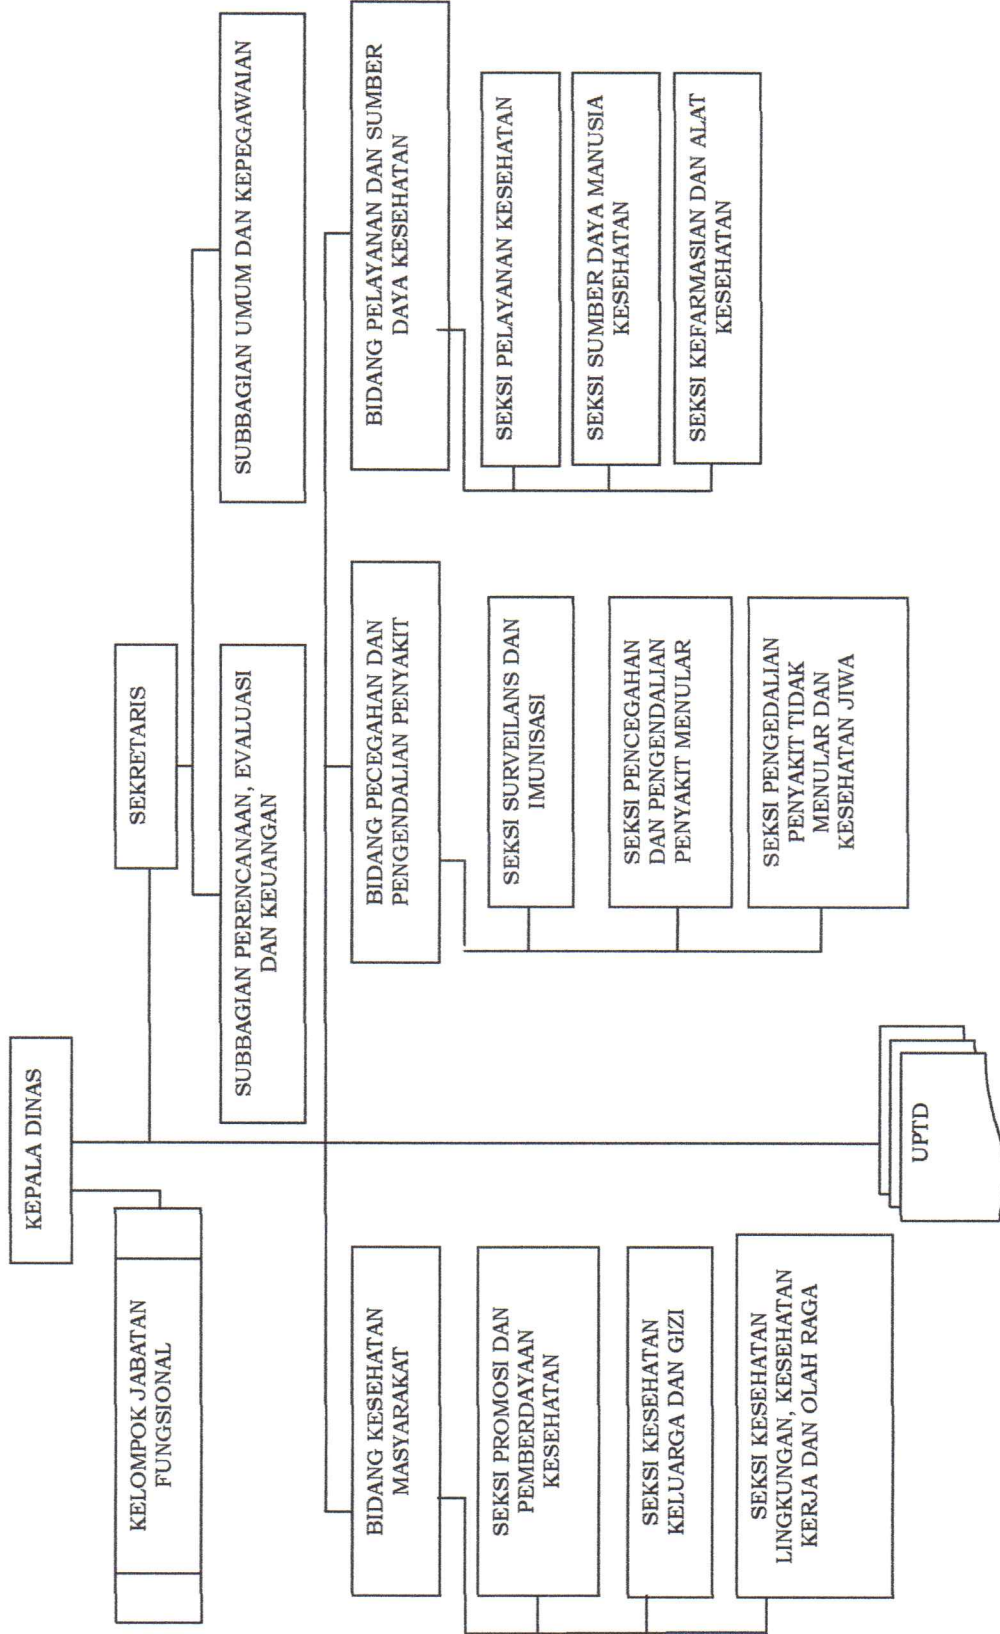 KEPALA DINAS
KELOMPOK JABATAN
FUNGSIONAL
SEKRETARIS
SUBBAGIAN PERENCANAAN, EVALUASI
DAN KEUANGAN
SUBBAGIAN UMUM DAN KEPEGAWAIAN
BIDANG KESEHATAN
MASYARAKAT
SEKSI PROMOSI DAN
PEMBERDAYAAN
KESEHATAN
SEKSI KESEHATAN
KELUARGA DAN GIZI
SEKSI KESEHATAN
LINGKUNGAN, KESEHATAN
KERJA DAN OLAH RAGA
BIDANG PECEGAHAN DAN
PENGENDALIAN PENYAKIT
SEKSI SURVEILANS DAN
IMUNISASI
SEKSI PENCEGAHAN
DAN PENGENDALIAN
PENYAKIT MENULAR
SEKSI PENGEDALIAN
PENYAKIT TIDAK
MENULAR DAN
KESEHATAN JIWA
BIDANG PELAYANAN DAN SUMBER
DAYA KESEHATAN
SEKSI PELAYANAN KESEHATAN
SEKSI SUMBER DAYA MANUSIA
KESEHATAN
SEKSI KEFARMASIAN DAN ALAT
KESEHATAN
UPTD